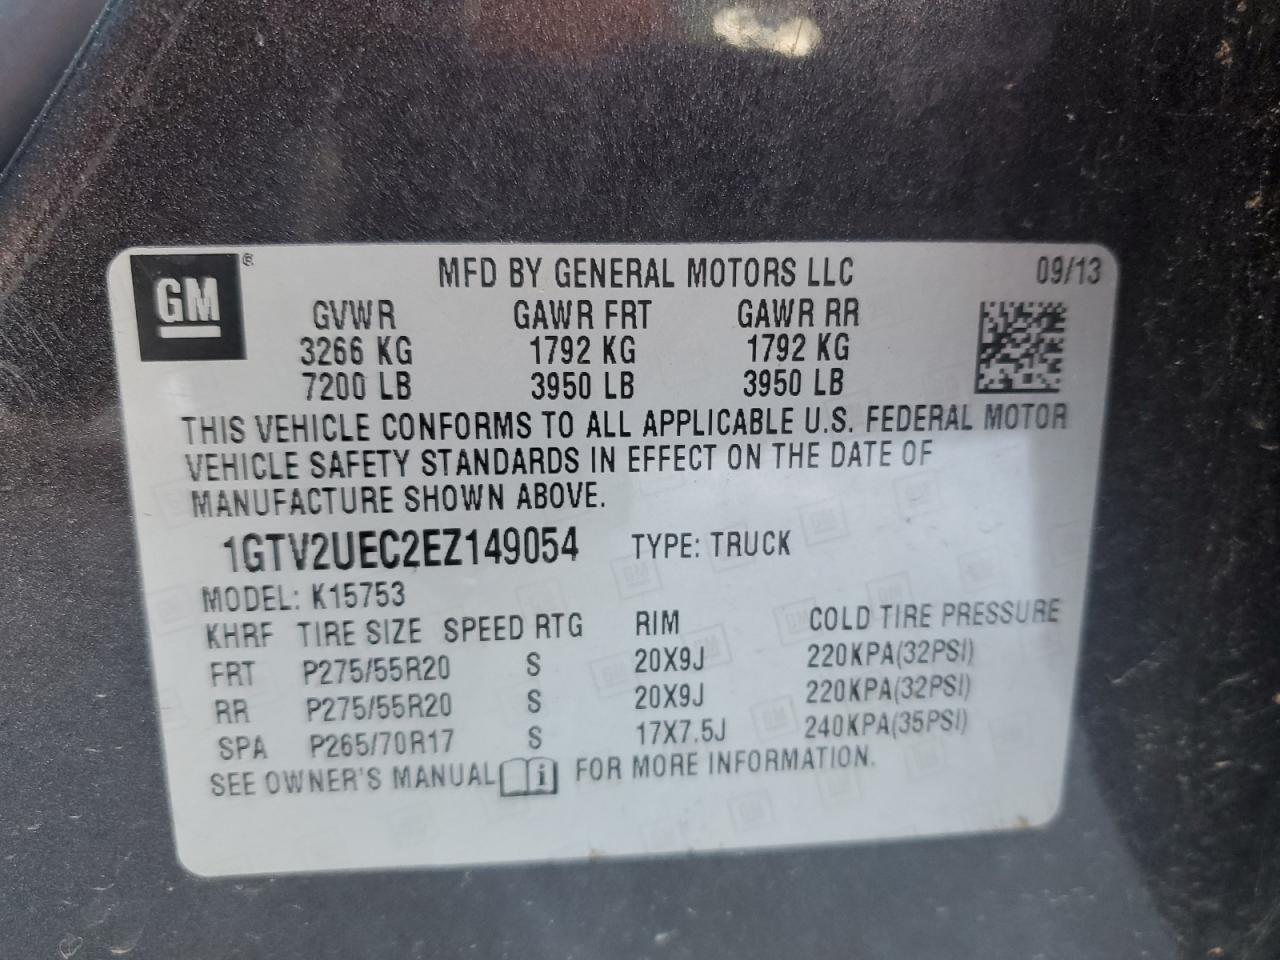 GM ®
MFD BY GENERAL MOTORS LLC 09/13
GVWR GAWR FRT GAWR RR
3266 KG 1792 KG 1792 KG
7200 LB 3950 LB 3950 LB
THIS VEHICLE CONFORMS TO ALL APPLICABLE U.S. FEDERAL MOTOR
VEHICLE SAFETY STANDARDS IN EFFECT ON THE DATE OF
MANUFACTURE SHOWN ABOVE.
1GTV2UEC2EZ149054 TYPE: TRUCK
MODEL: K15753
KHRF TIRE SIZE SPEED RTG RIM COLD TIRE PRESSURE
FRT P275/55R20 S 20X9J 220KPA(32PSI)
RR P275/55R20 S 20X9J 220KPA(32PSI)
SPA P265/70R17 S 17X7.5J 240KPA(35PSI)
SEE OWNER'S MANUAL i FOR MORE INFORMATION.